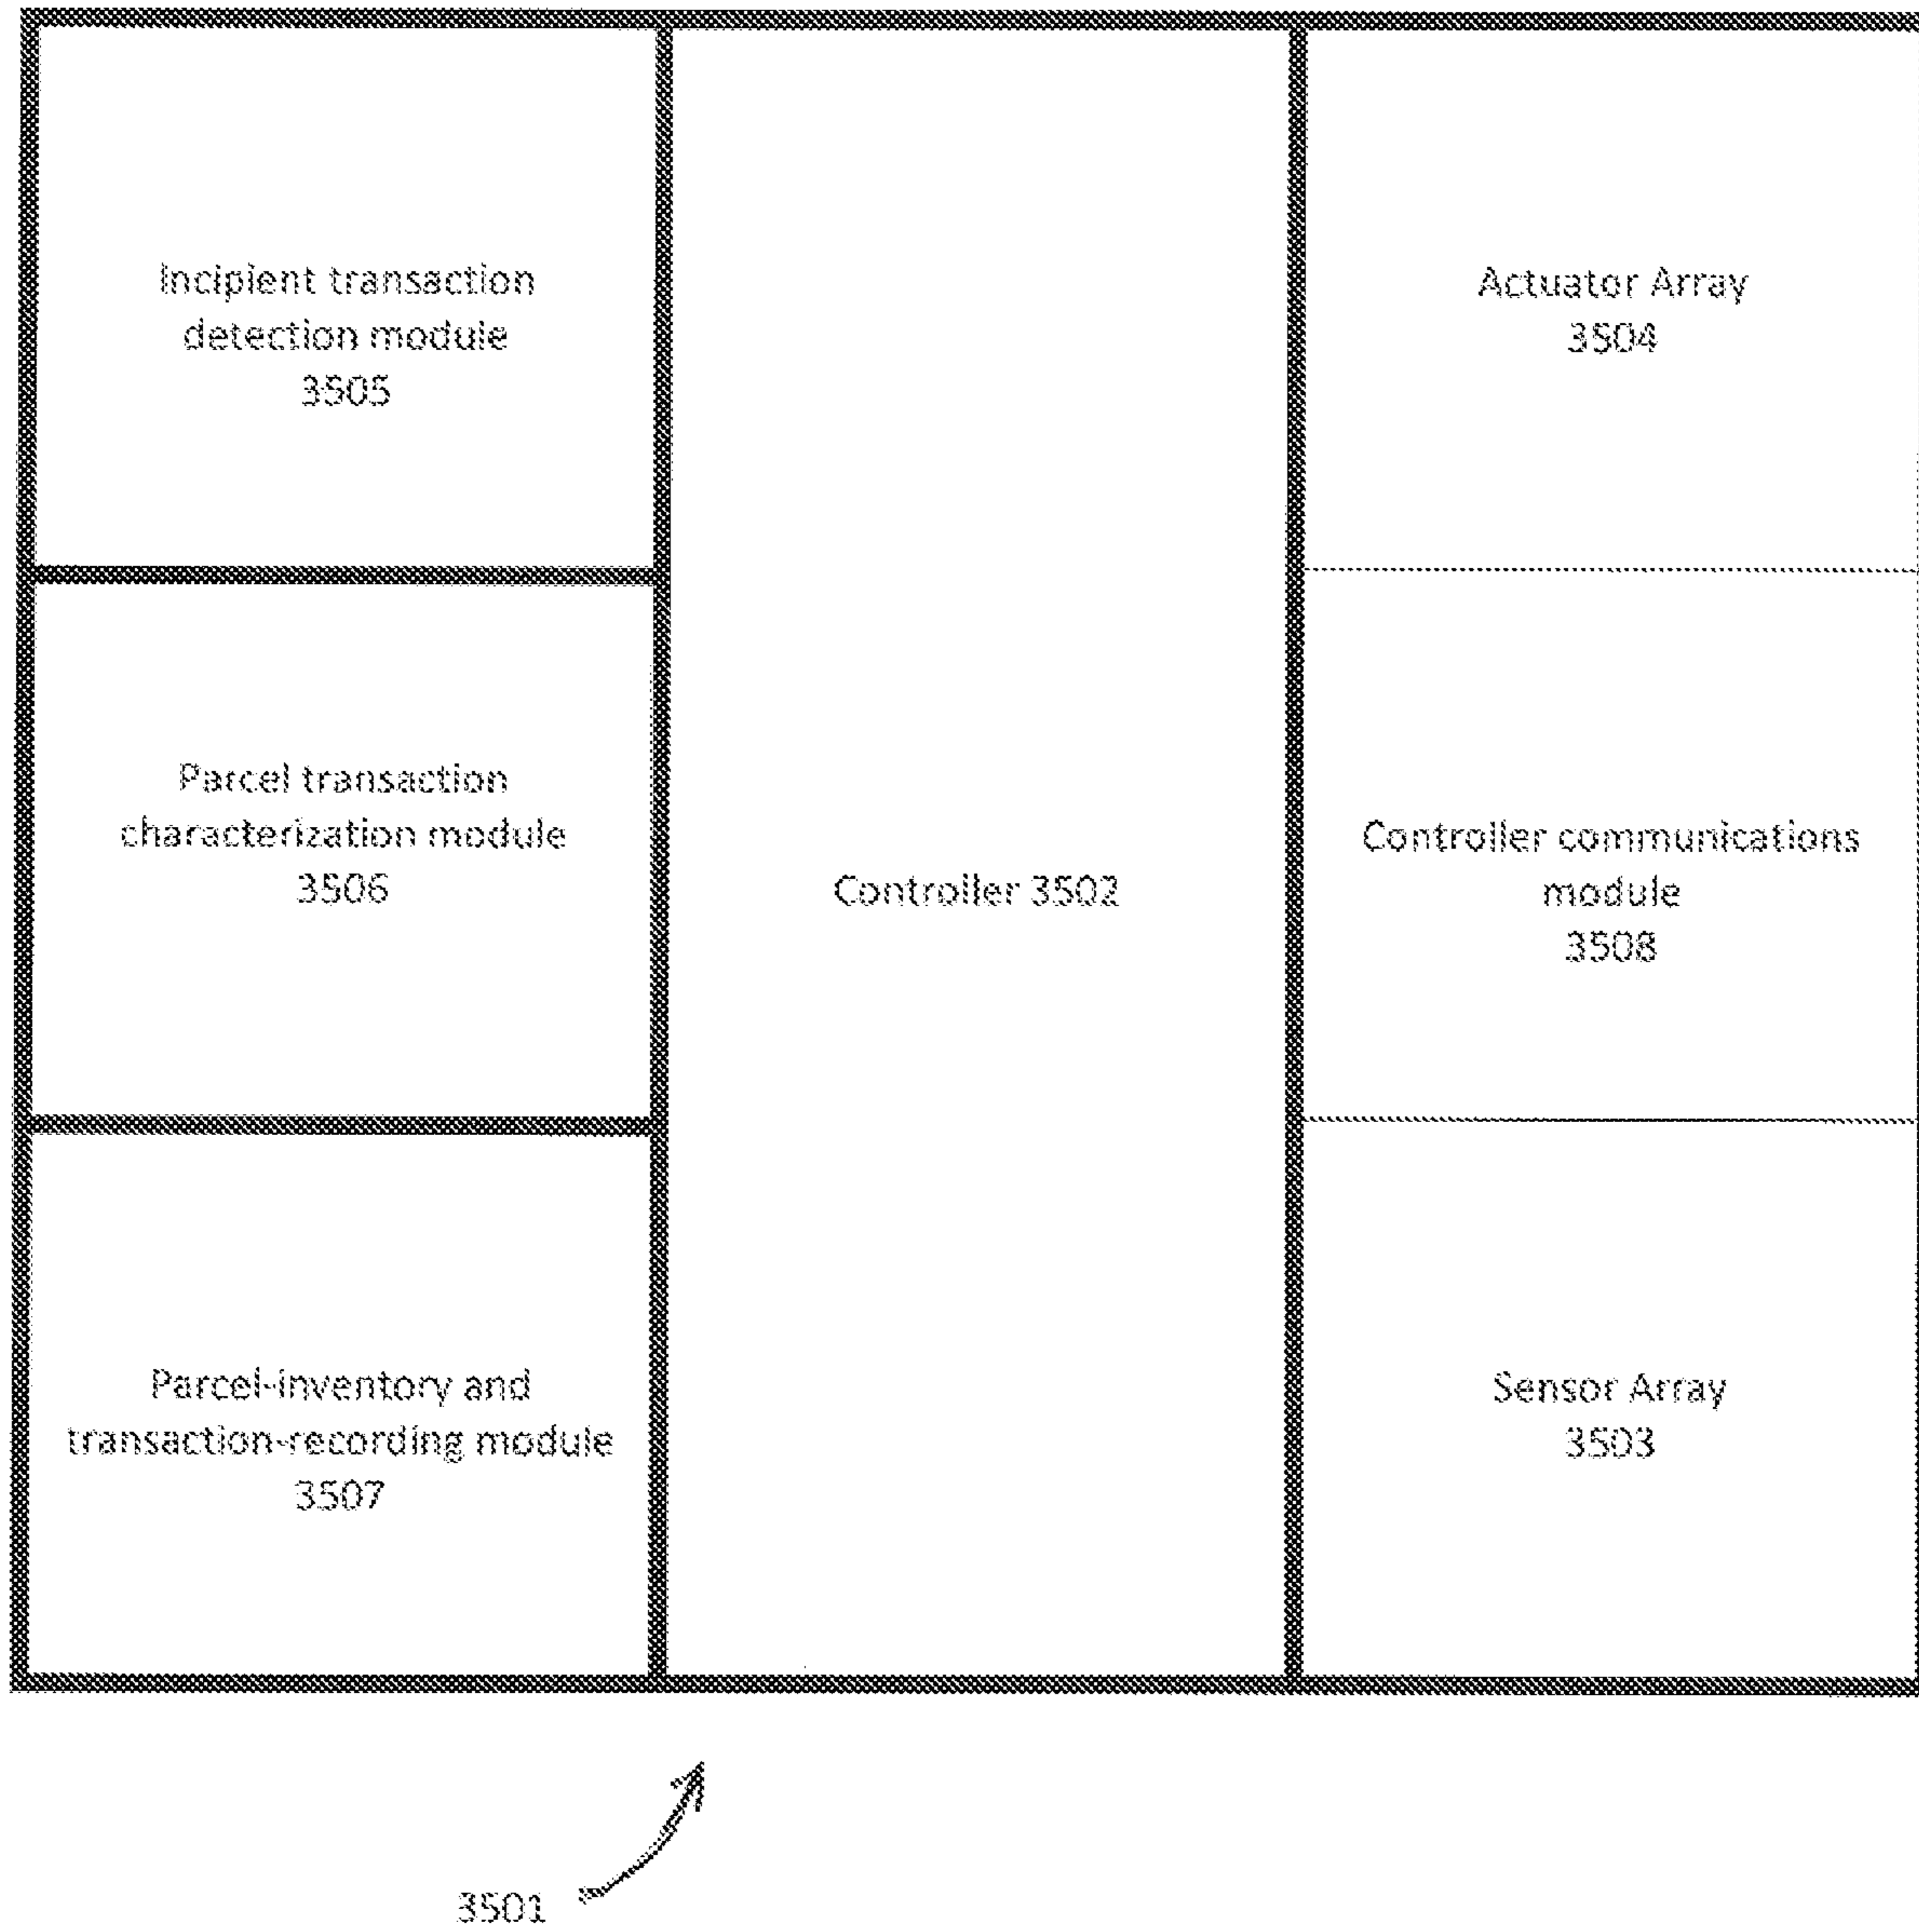 Incipient transaction
detection module
3505
Parcel transaction
characterization module
3506
Parcel-inventory and
transaction-recording module
3507
Controller 3502
Actuator Array
3504
Controller communications
module
3508
Sensor Array
3503
3501